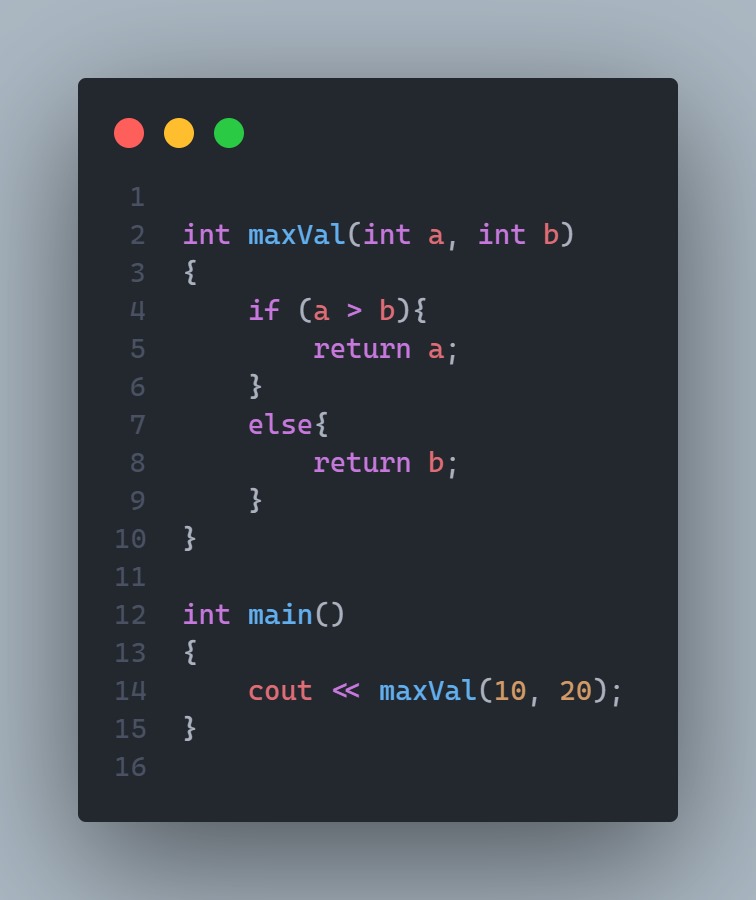 1
2 int maxVal(int a, int b)
3 {
4     if (a > b){
5         return a;
6     }
7     else{
8         return b;
9     }
10 }
11
12 int main()
13 {
14     cout << maxVal(10, 20);
15 }
16